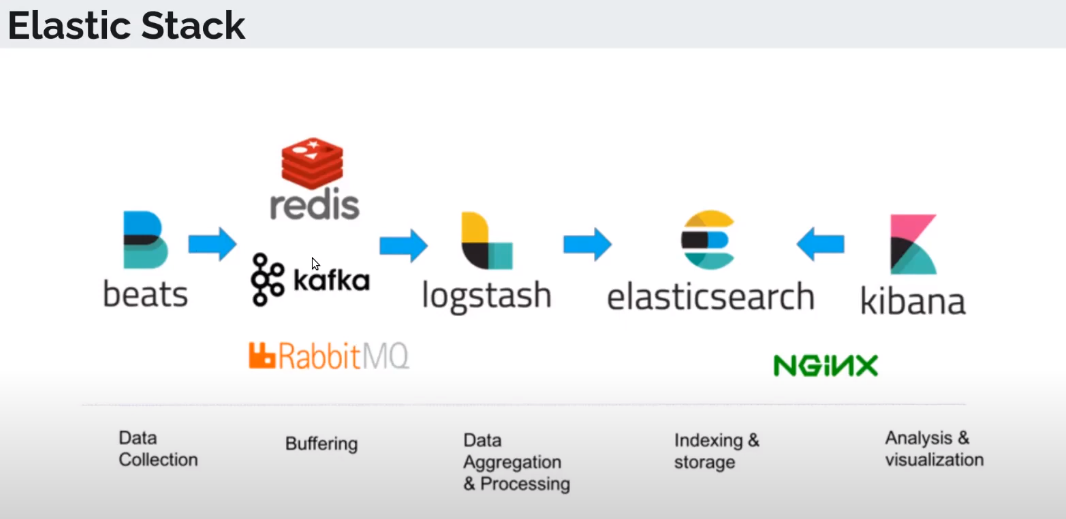 Elastic Stack
redis
kafka
RabbitMQ
beats
logstash
elasticsearch
kibana
NGiNX
Data
Collection
Buffering
Data
Aggregation
& Processing
Indexing &
storage
Analysis &
visualization